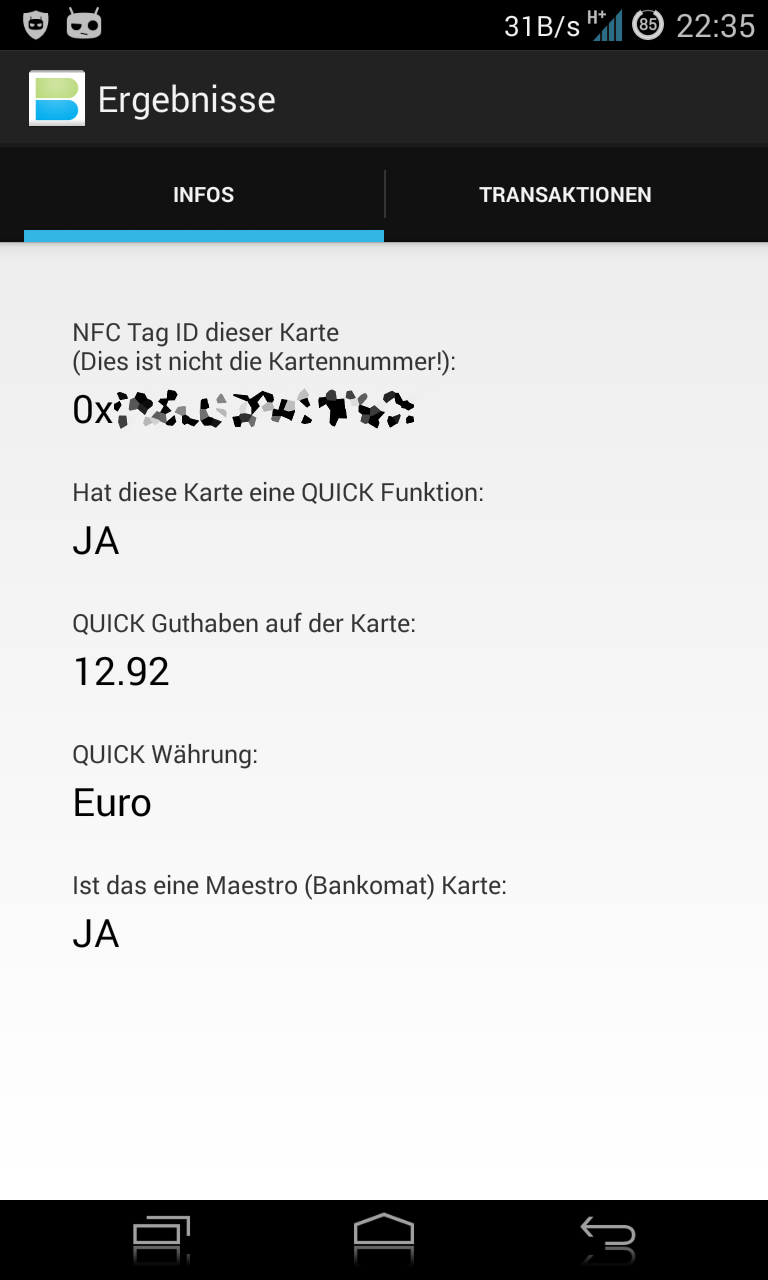 31B/s H+ 85 22:35
Ergebnisse
INFOS TRANSAKTIONEN
NFC Tag ID dieser Karte
(Dies ist nicht die Kartennummer!):
0x
Hat diese Karte eine QUICK Funktion:
JA
QUICK Guthaben auf der Karte:
12.92
QUICK Währung:
Euro
Ist das eine Maestro (Bankomat) Karte:
JA